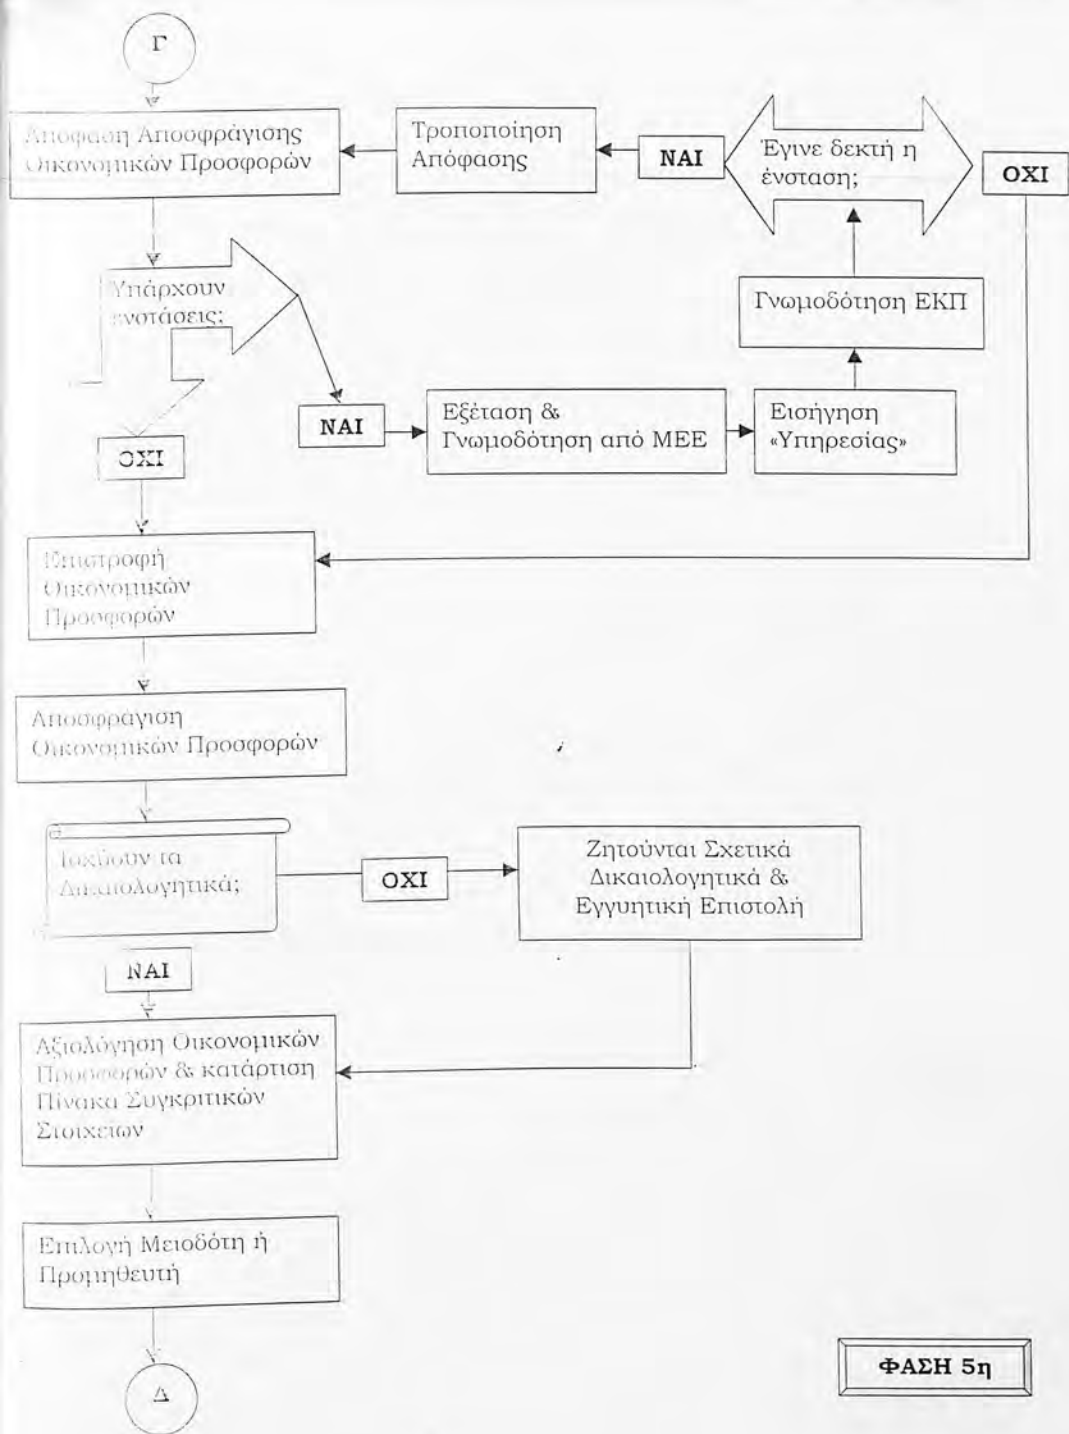 Γ
Απόφαση Αποσφράγισης
Οικονομικών Προσφορών
Τροποποίηση
Απόφασης
ΝΑΙ
Έγινε δεκτή η
ένσταση;
ΟΧΙ
Υπάρχουν
ενστάσεις;
Γνωμοδότηση ΕΚΠ
ΝΑΙ
Εξέταση &
Γνωμοδότηση από ΜΕΕ
Εισήγηση
«Υπηρεσίας»
ΟΧΙ
Επιστροφή
Οικονομικών
Προσφορών
Αποσφράγιση
Οικονομικών Προσφορών
Ισχύουν τα
Δικαιολογητικά;
ΟΧΙ
Ζητούνται Σχετικά
Δικαιολογητικά &
Εγγυητική Επιστολή
ΝΑΙ
Αξιολόγηση Οικονομικών
Προσφορών & κατάρτιση
Πίνακα Συγκριτικών
Στοιχείων
Επιλογή Μειοδότη ή
Προμηθευτή
ΦΑΣΗ 5η
Δ